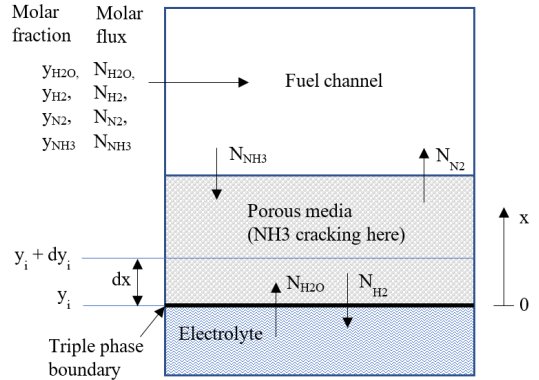 Molar Molar
fraction flux
yH2O, NH2O,
yH2, NH2,
yN2, NN2,
yNH3 NNH3
Fuel channel
NNH3
NN2
Porous media
(NH3 cracking here)
x
yi + dyi
dx
yi
NH2O
NH2
0
Electrolyte
Triple phase
boundary